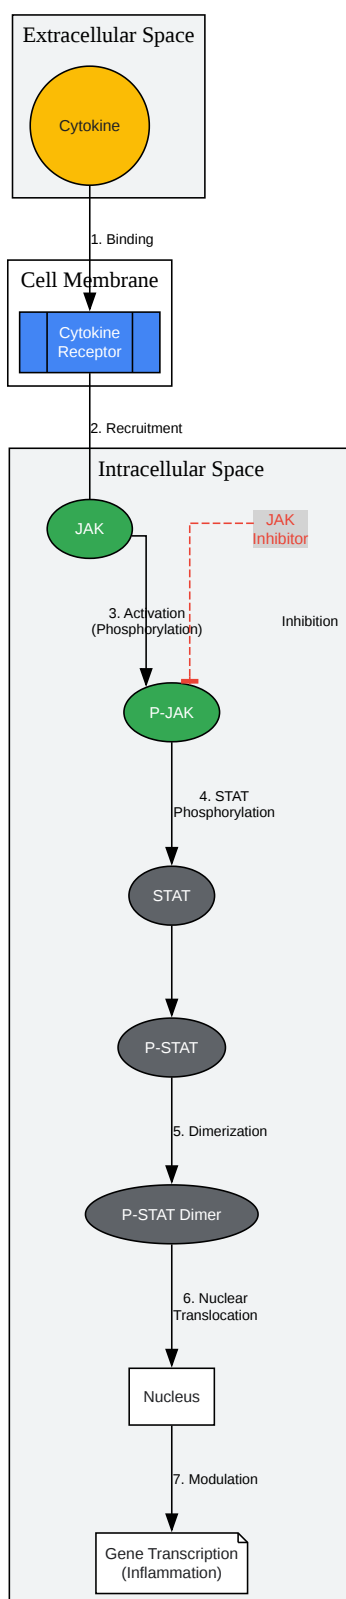 Extracellular Space
Cytokine
1. Binding
Cell Membrane
Cytokine
Receptor
2. Recruitment
Intracellular Space
JAK
JAK
Inhibitor
3. Activation
(Phosphorylation)
Inhibition
P-JAK
4. STAT
Phosphorylation
STAT
P-STAT
5. Dimerization
P-STAT Dimer
6. Nuclear
Translocation
Nucleus
7. Modulation
Gene Transcription
(Inflammation)